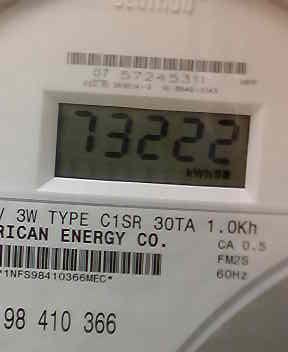 07 57245311
73222
kWh
V 3W TYPE C1SR 30TA 1.0Kh
RICAN ENERGY CO.
CA 0.5
FM2S
*1NFS98410366MEC*
60Hz
98 410 366